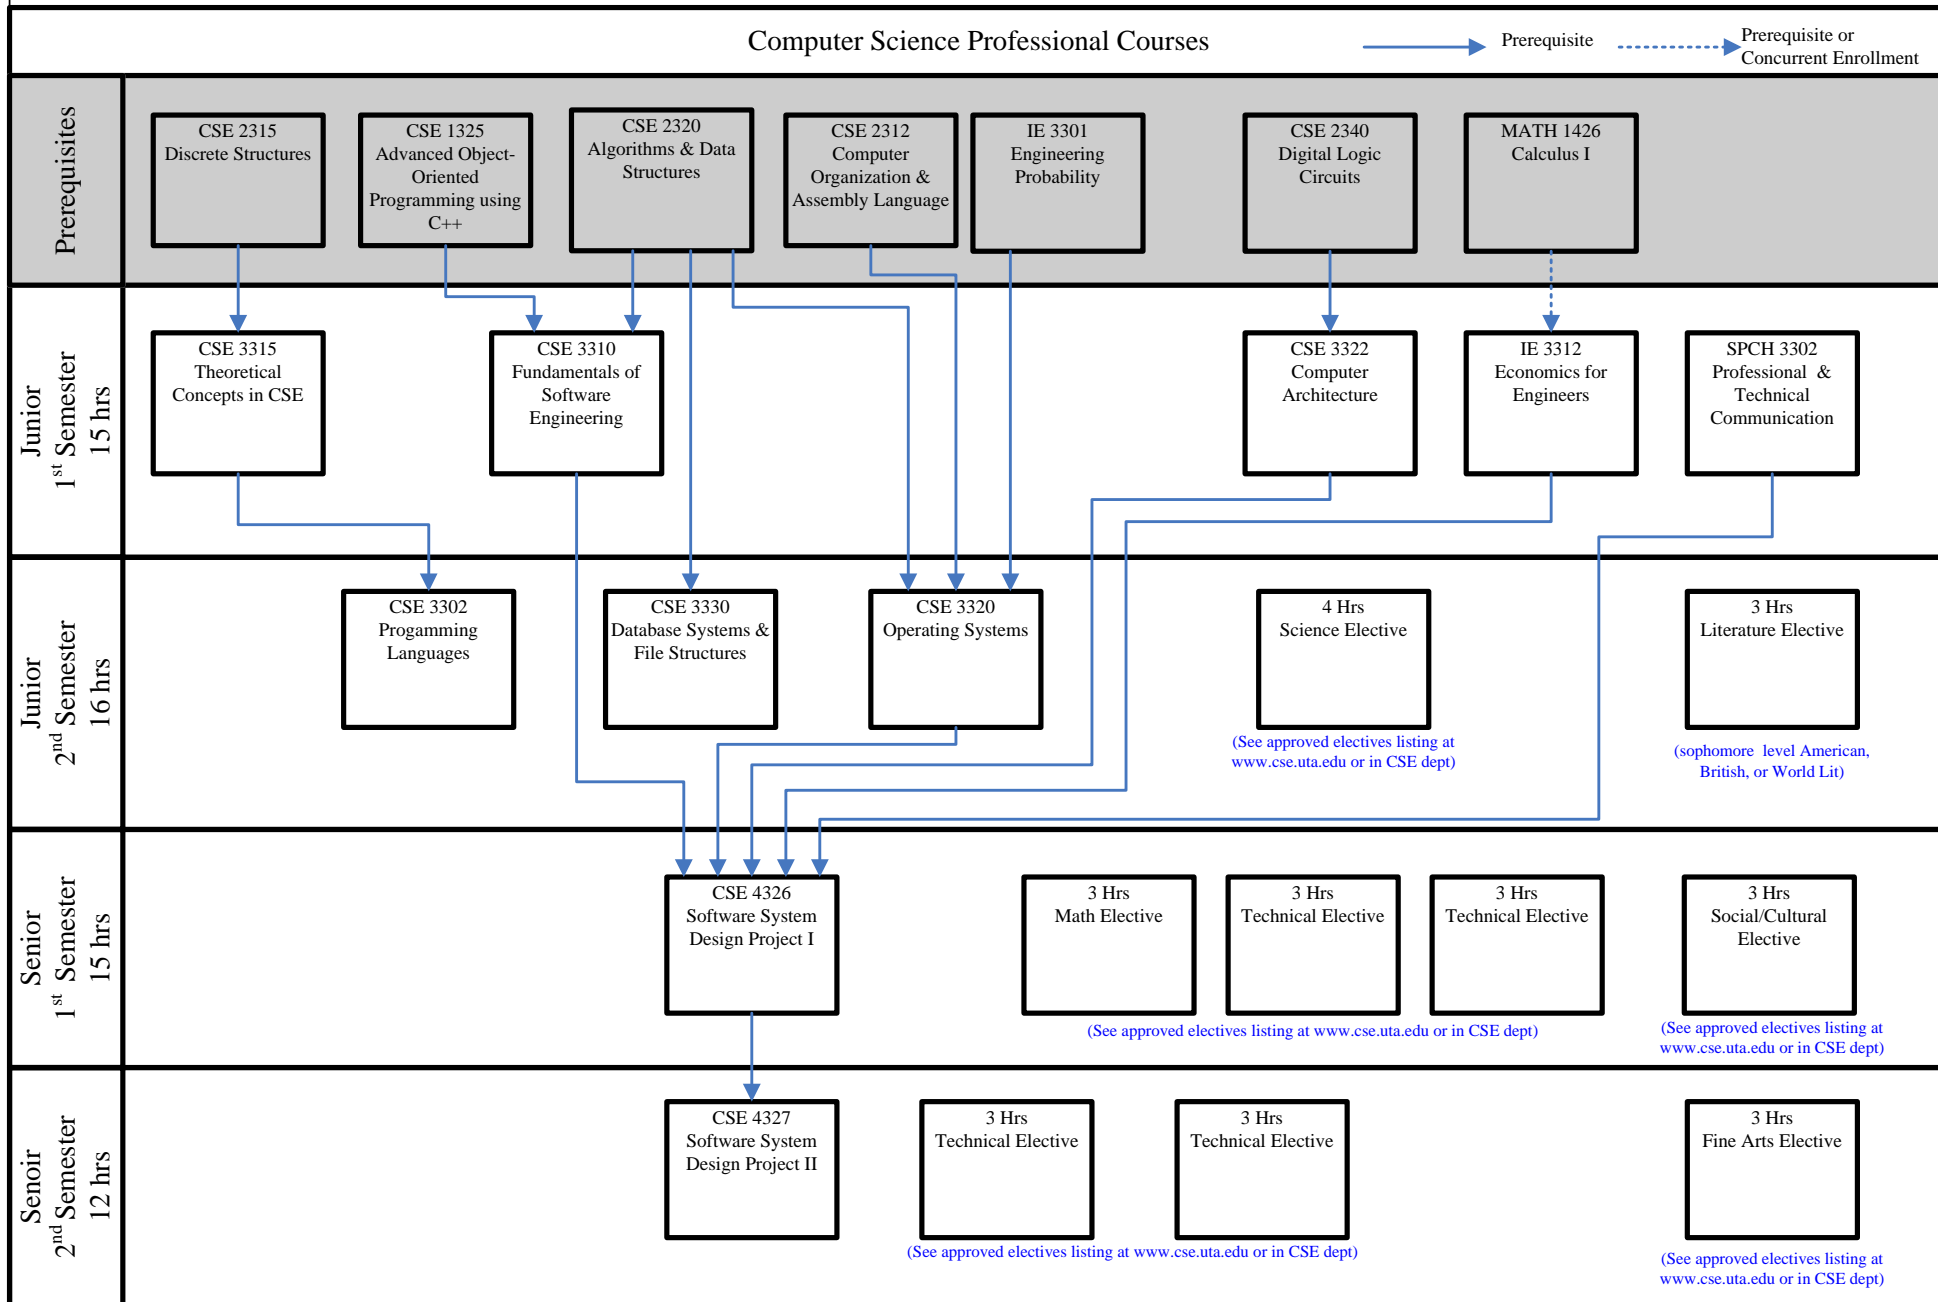 Computer Science Professional Courses
Prerequisite
Prerequisite or
Concurrent Enrollment
Prerequisites
CSE 2315
Discrete Structures
CSE 1325
Advanced Object-
Oriented
Programming using
C++
CSE 2320
Algorithms & Data
Structures
CSE 2312
Computer
Organization &
Assembly Language
IE 3301
Engineering
Probability
CSE 2340
Digital Logic
Circuits
MATH 1426
Calculus I
Junior
1st Semester
15 hrs
CSE 3315
Theoretical
Concepts in CSE
CSE 3310
Fundamentals of
Software
Engineering
CSE 3322
Computer
Architecture
IE 3312
Economics for
Engineers
SPCH 3302
Professional &
Technical
Communication
Junior
2nd Semester
16 hrs
CSE 3302
Progamming
Languages
CSE 3330
Database Systems &
File Structures
CSE 3320
Operating Systems
4 Hrs
Science Elective
(See approved electives listing at
www.cse.uta.edu or in CSE dept)
3 Hrs
Literature Elective
(sophomore level American,
British, or World Lit)
Senior
1st Semester
15 hrs
CSE 4326
Software System
Design Project I
3 Hrs
Math Elective
3 Hrs
Technical Elective
3 Hrs
Technical Elective
(See approved electives listing at www.cse.uta.edu or in CSE dept)
3 Hrs
Social/Cultural
Elective
(See approved electives listing at
www.cse.uta.edu or in CSE dept)
Senoir
2nd Semester
12 hrs
CSE 4327
Software System
Design Project II
3 Hrs
Technical Elective
3 Hrs
Technical Elective
(See approved electives listing at www.cse.uta.edu or in CSE dept)
3 Hrs
Fine Arts Elective
(See approved electives listing at
www.cse.uta.edu or in CSE dept)